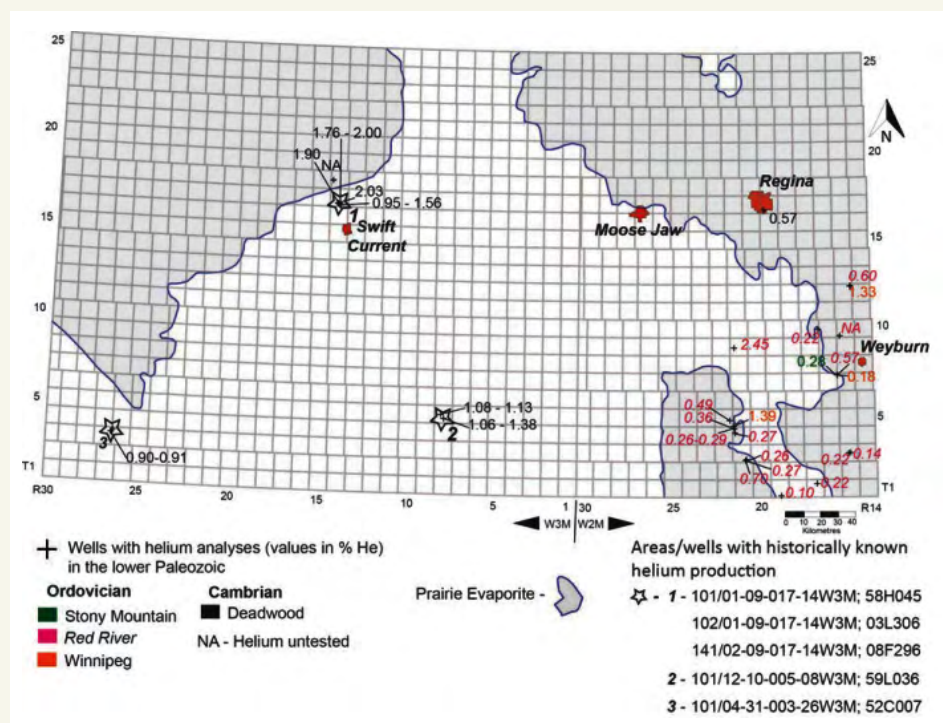 25
20
15
10
5
T1
R30
25
20
15
10
5
1
30
25
20
R14
T1
5
10
15
20
25
N
1.76 - 2.00
1.90
NA
2.03
0.95 - 1.56
1
Swift
Current
Regina
0.57
Moose Jaw
0.60
1.33
NA
0.22
Weyburn
2.45
0.28
0.57
0.18
0.49
0.36
1.39
0.26-0.29
0.27
0.26
0.27
0.70
0.22
0.14
0.22
0.10
1.08 - 1.13
1.06 - 1.38
2
3
0.90-0.91
W3M
W2M
0 10 20 30 40
Kilometres
Wells with helium analyses (values in % He)
in the lower Paleozoic
Ordovician
Stony Mountain
Red River
Winnipeg
Cambrian
Deadwood
NA - Helium untested
Prairie Evaporite -
Areas/wells with historically known
helium production
- 1 - 101/01-09-017-14W3M; 58H045
102/01-09-017-14W3M; 03L306
141/02-09-017-14W3M; 08F296
2 - 101/12-10-005-08W3M; 59L036
3 - 101/04-31-003-26W3M; 52C007